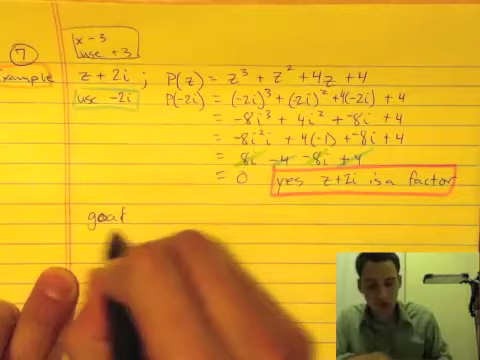 7
x - 3
use +3
Example
z + 2i ; P(z) = z³ + z² + 4z + 4
use -2i P(-2i) = (-2i)³ + (-2i)² + 4(-2i) + 4
= -8i³ + 4i² + -8i + 4
= -8i²i + 4(-1) + -8i + 4
= 8i - 4 - 8i + 4
= 0 yes z+2i is a factor
goal